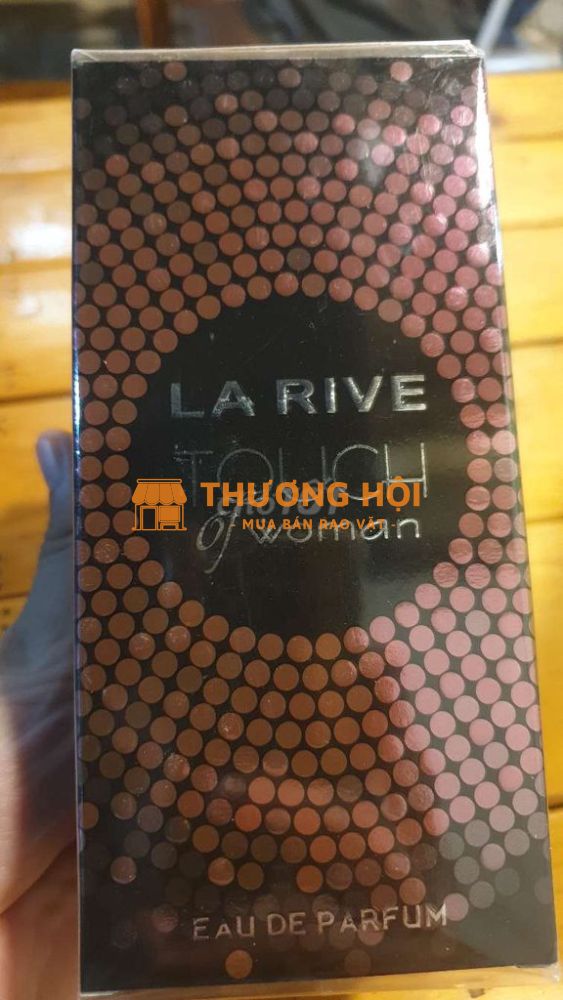 LA RIVE
TOUCH
THƯƠNG HỘI
- MUA BÁN RAO VẶT -
of woman
EAU DE PARFUM